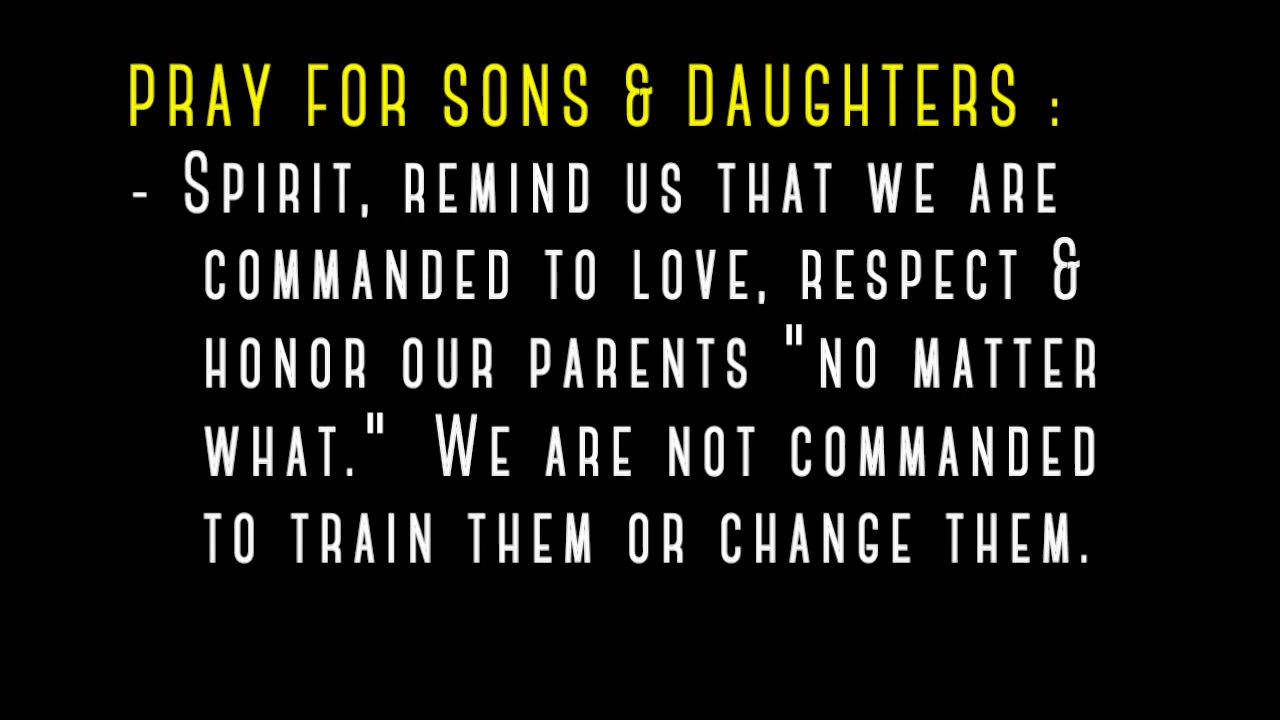 PRAY FOR SONS & DAUGHTERS :
- SPIRIT, REMIND US THAT WE ARE
COMMANDED TO LOVE, RESPECT &
HONOR OUR PARENTS "NO MATTER
WHAT."  WE ARE NOT COMMANDED
TO TRAIN THEM OR CHANGE THEM.